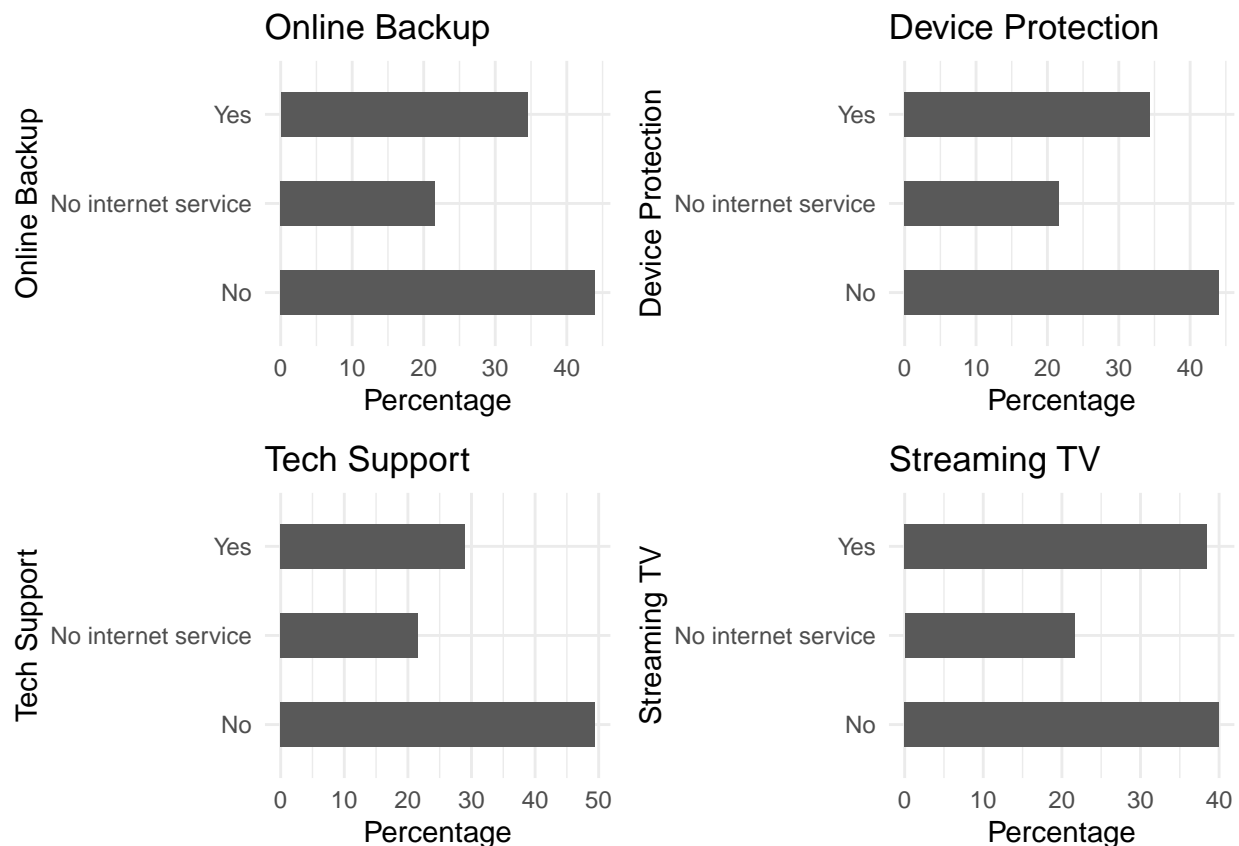 Online Backup
Online Backup
Yes
No internet service
No
0 10 20 30 40
Percentage
Device Protection
Device Protection
Yes
No internet service
No
0 10 20 30 40
Percentage
Tech Support
Tech Support
Yes
No internet service
No
0 10 20 30 40 50
Percentage
Streaming TV
Streaming TV
Yes
No internet service
No
0 10 20 30 40
Percentage